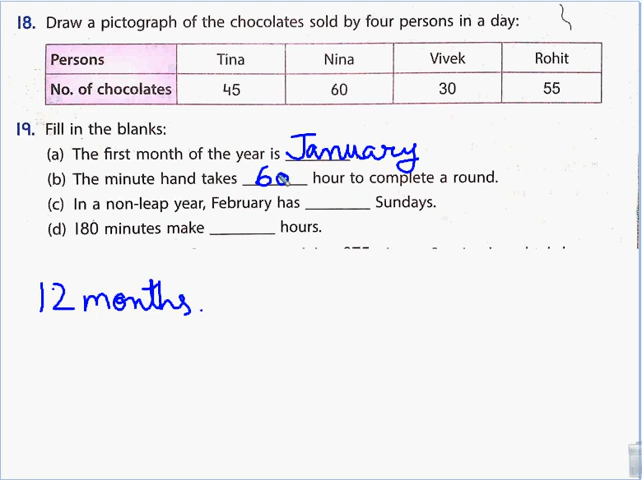 18. Draw a pictograph of the chocolates sold by four persons in a day:
Persons Tina Nina Vivek Rohit
No. of chocolates 45 60 30 55
19. Fill in the blanks:
(a) The first month of the year is January
(b) The minute hand takes 60 hour to complete a round.
(c) In a non-leap year, February has ________ Sundays.
(d) 180 minutes make ________ hours.
12 months.